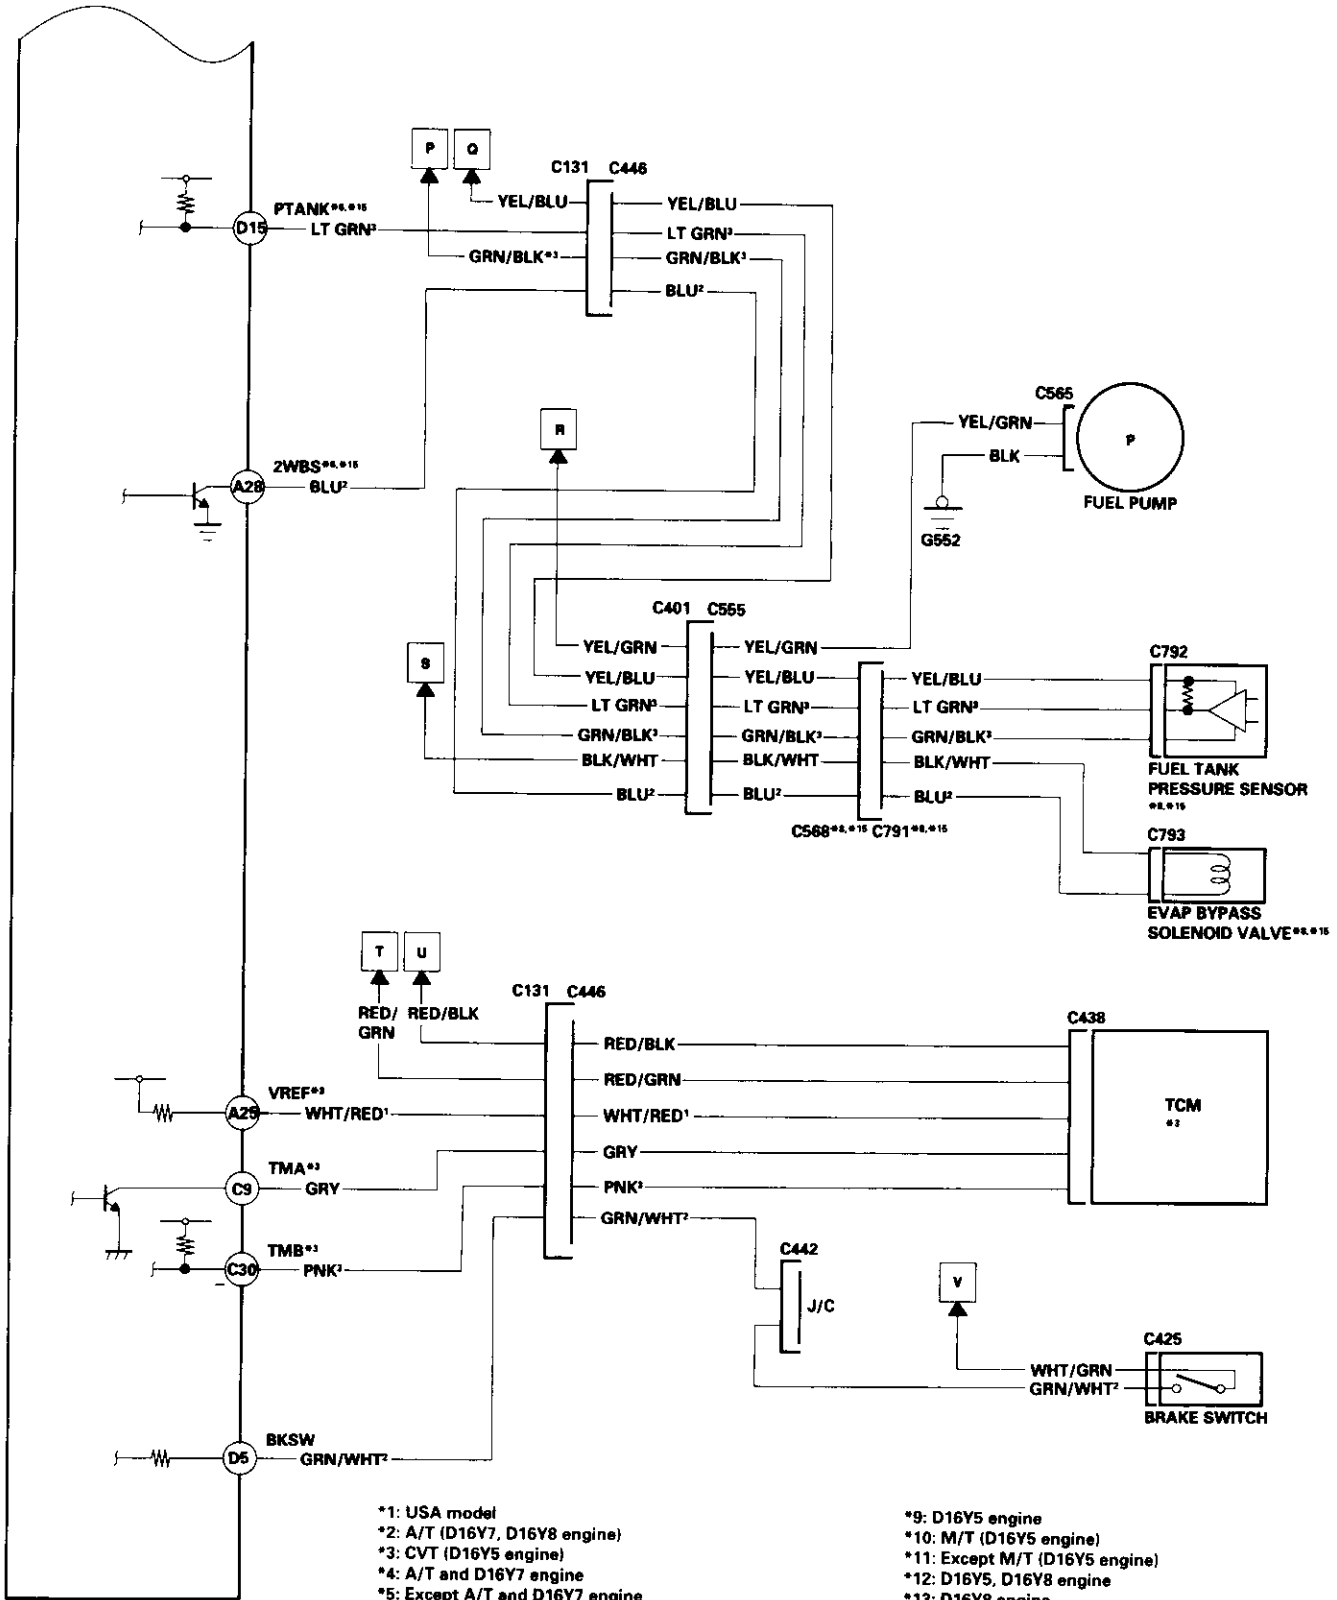 P Q
C131 C446
YEL/BLU YEL/BLU
PTANK*8,*15
D15 LT GRN³ LT GRN³
GRN/BLK*³ GRN/BLK³
BLU² BLU²
C565
YEL/GRN
R
P
BLK
2WBS*8,*15
A28 BLU²
FUEL PUMP
G552
C401 C555
S
YEL/GRN YEL/GRN
C792
YEL/BLU YEL/BLU YEL/BLU
LT GRN³ LT GRN³ LT GRN³
GRN/BLK³ GRN/BLK³ GRN/BLK³
BLK/WHT BLK/WHT BLK/WHT
FUEL TANK
PRESSURE SENSOR
*8,*15
BLU² BLU² BLU²
C568*8,*15 C791*8,*15
C793
EVAP BYPASS
SOLENOID VALVE*8,*15
T U
C131 C446
RED/
GRN
RED/BLK
C438
RED/BLK
RED/GRN
VREF*3
A25 WHT/RED¹ WHT/RED¹
TCM
*3
GRY
TMA*3
C9 GRY
PNK³
GRN/WHT²
TMB*3
C30 PNK³
C442
V
J/C
C425
WHT/GRN
GRN/WHT²
BRAKE SWITCH
BKSW
D5 GRN/WHT²
*1: USA model
*2: A/T (D16Y7, D16Y8 engine)
*3: CVT (D16Y5 engine)
*4: A/T and D16Y7 engine
*5: Except A/T and D16Y7 engine
*9: D16Y5 engine
*10: M/T (D16Y5 engine)
*11: Except M/T (D16Y5 engine)
*12: D16Y5, D16Y8 engine
*13: D16Y8 engine